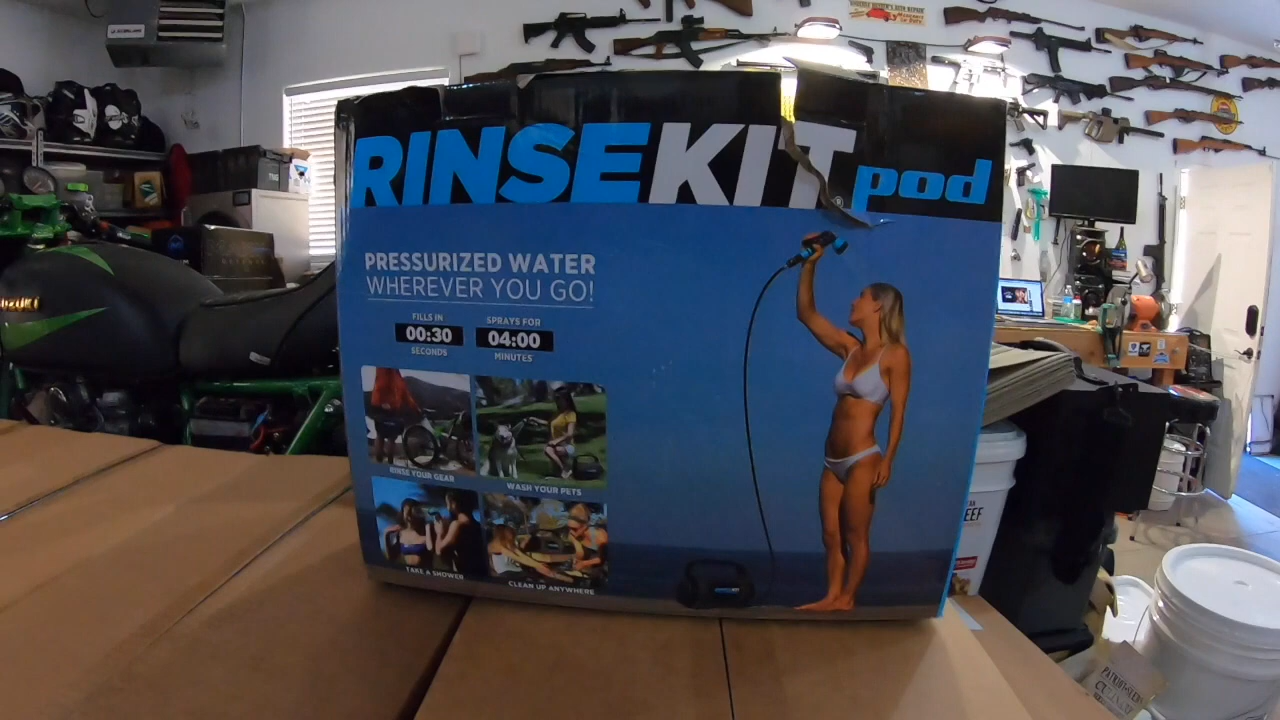 RINSEKIT® pod
PRESSURIZED WATER
WHEREVER YOU GO!
FILLS IN
00:30
SECONDS
SPRAYS FOR
04:00
MINUTES
RINSE YOUR GEAR
WASH YOUR PETS
TAKE A SHOWER
CLEAN UP ANYWHERE
SUZUKI
EEF